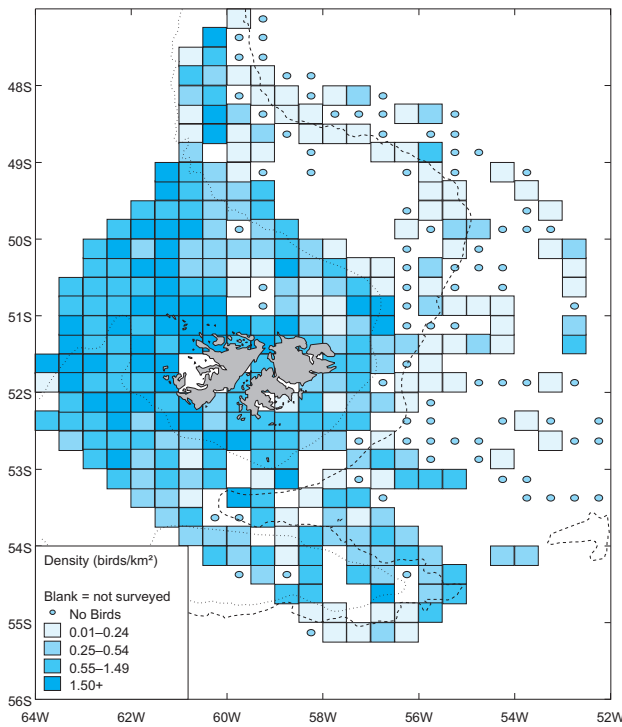 48S
49S
50S
51S
52S
53S
54S
55S
56S
Density (birds/km²)
Blank = not surveyed
No Birds
0.01–0.24
0.25–0.54
0.55–1.49
1.50+
64W 62W 60W 58W 56W 54W 52W